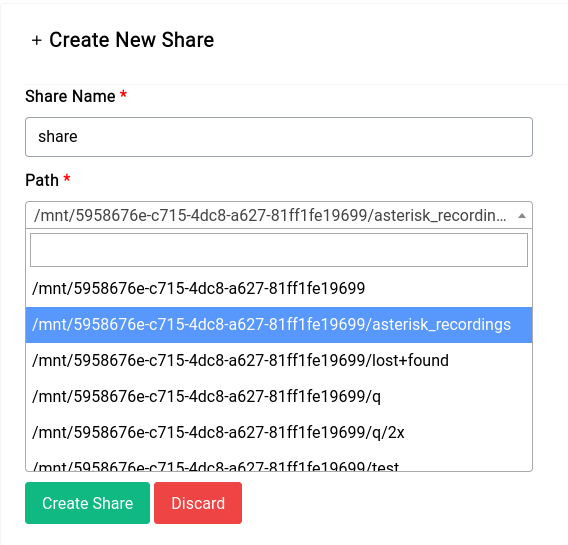 + Create New Share
Share Name *
share
Path *
/mnt/5958676e-c715-4dc8-a627-81ff1fe19699/asterisk_recordin...
/mnt/5958676e-c715-4dc8-a627-81ff1fe19699
/mnt/5958676e-c715-4dc8-a627-81ff1fe19699/asterisk_recordings
/mnt/5958676e-c715-4dc8-a627-81ff1fe19699/lost+found
/mnt/5958676e-c715-4dc8-a627-81ff1fe19699/q
/mnt/5958676e-c715-4dc8-a627-81ff1fe19699/q/2x
/mnt/5958676e-c715-4dc8-a627-81ff1fe19699/test
Create Share Discard